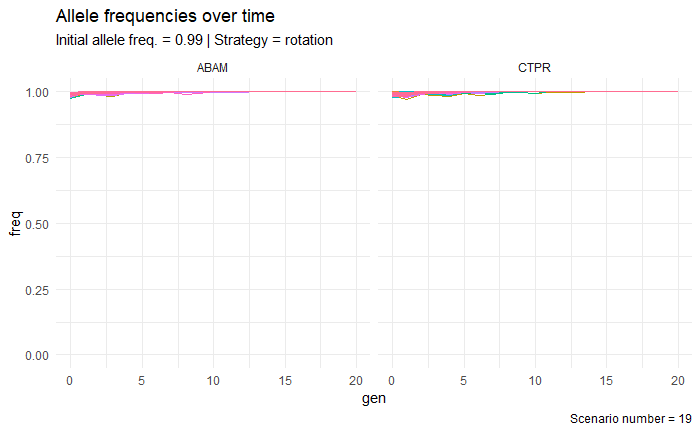 Allele frequencies over time
Initial allele freq. = 0.99 | Strategy = rotation
ABAM CTPR
1.00
0.75
0.50
0.25
0.00
freq
0 5 10 15 20 0 5 10 15 20
gen
Scenario number = 19